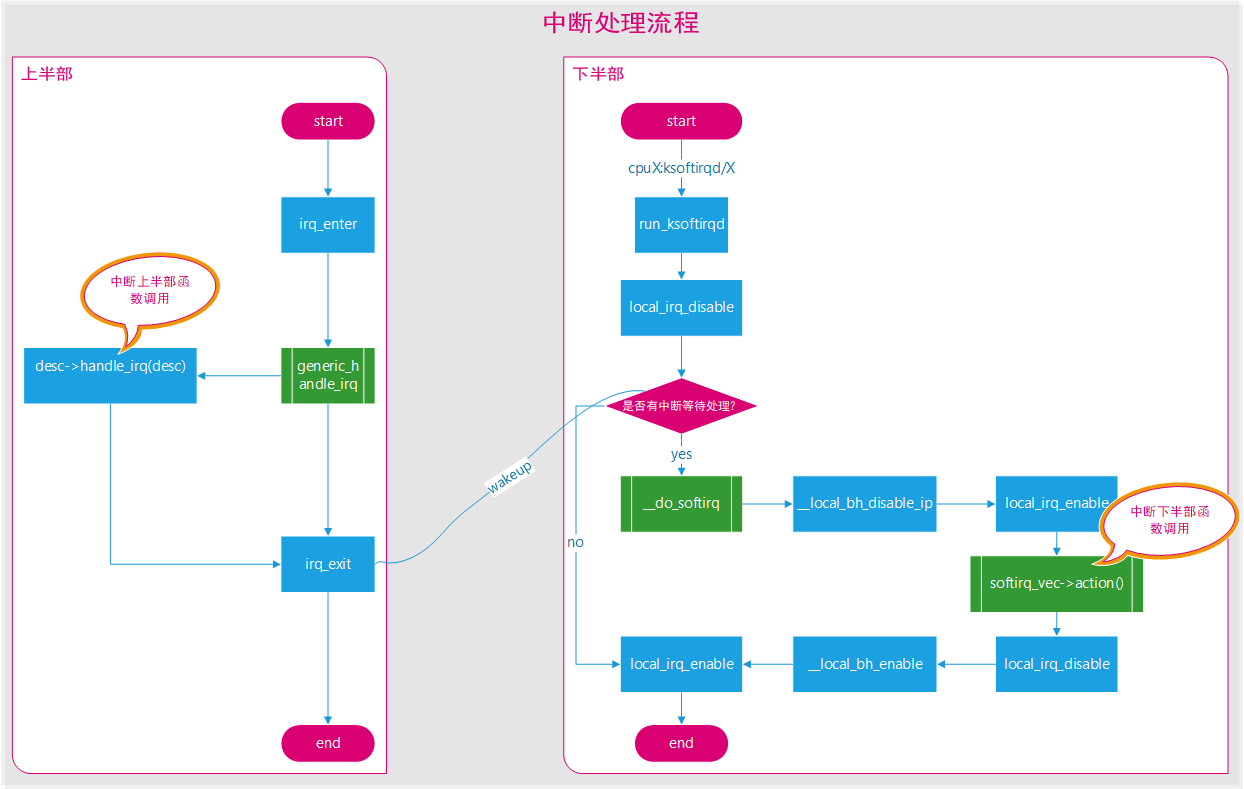 中断处理流程
上半部
start
irq_enter
中断上半部函
数调用
desc->handle_irq(desc)
generic_h
andle_irq
irq_exit
end
wakeup
下半部
start
cpuX:ksoftirqd/X
run_ksoftirqd
local_irq_disable
是否有中断等待处理?
yes
no
__do_softirq
__local_bh_disable_ip
local_irq_enable
中断下半部函
数调用
softirq_vec->action()
local_irq_disable
__local_bh_enable
local_irq_enable
end